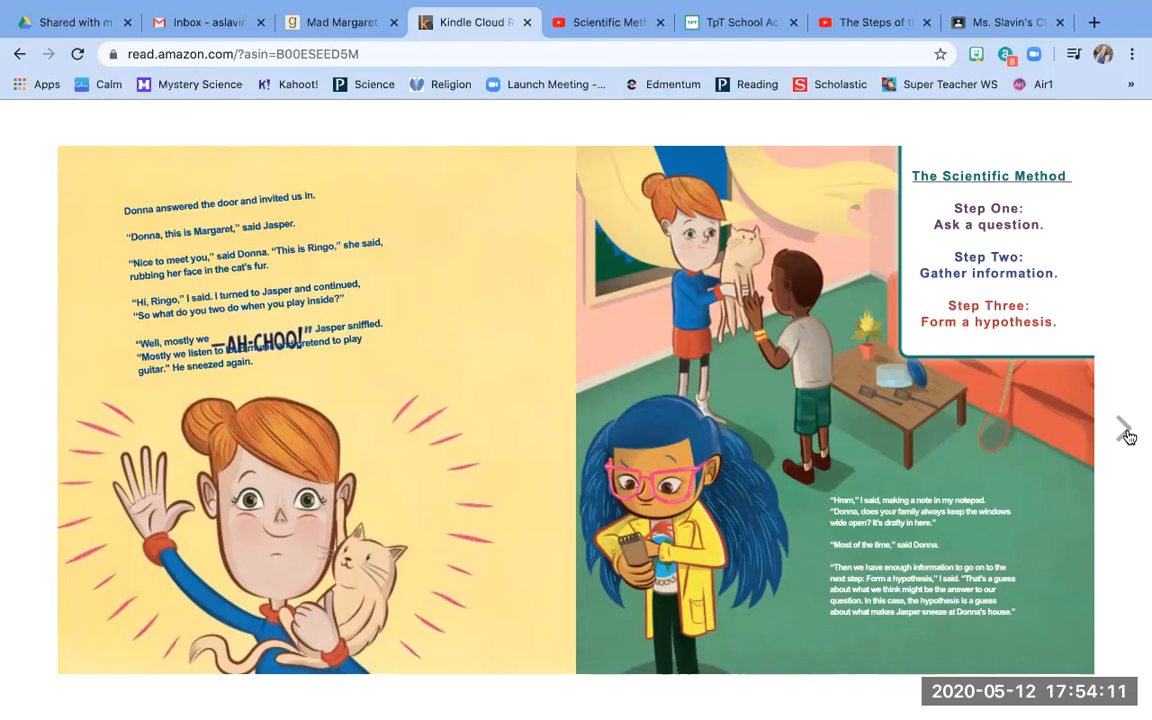 Shared with m
Inbox - aslavin
Mad Margaret
Kindle Cloud R
Scientific Meth
TpT School Ac
The Steps of t
Ms. Slavin's C
read.amazon.com/?asin=B00ESEED5M
8
Apps
Calm
Mystery Science
Kahoot!
Science
Religion
Launch Meeting -...
Edmentum
Reading
Scholastic
Super Teacher WS
Air1
»
Donna answered the door and invited us in.
“Donna, this is Margaret,” said Jasper.
“Nice to meet you,” said Donna. “This is Ringo,” she said,
rubbing her face in the cat's fur.
“Hi, Ringo,” I said. I turned to Jasper and continued,
“So what do you two do when you play inside?”
“Well, mostly we —AH-CHOO!” Jasper sniffled.
“Mostly we listen to loud music and pretend to play
guitar.” He sneezed again.
The Scientific Method
Step One:
Ask a question.
Step Two:
Gather information.
Step Three:
Form a hypothesis.
“Hmm,” I said, making a note in my notepad.
“Donna, does your family always keep the windows
wide open? It's drafty in here.”
“Most of the time,” said Donna.
“Then we have enough information to go on to the
next step: Form a hypothesis,” I said. “That's a guess
about what we think might be the answer to our
question. In this case, the hypothesis is a guess
about what makes Jasper sneeze at Donna's house.”
2020-05-12 17:54:11